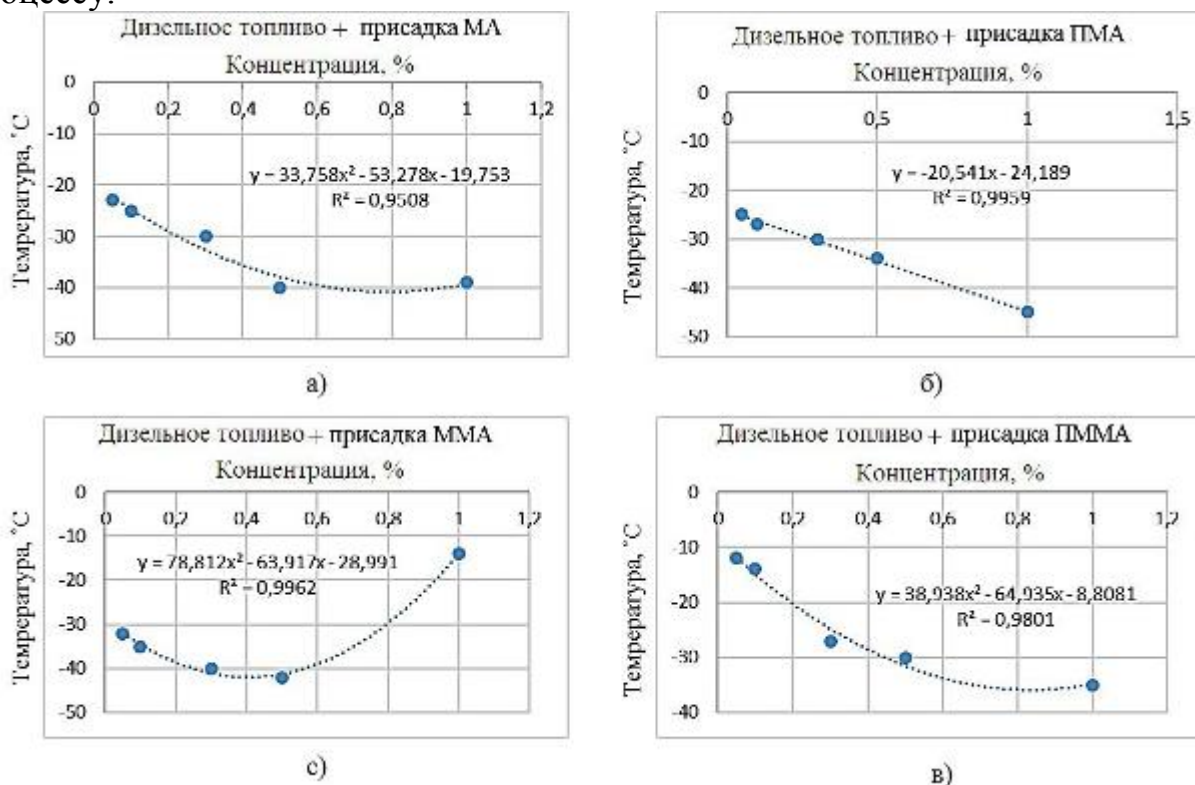 оцессу.
Дизельное топливо + присадка МА
Концентрация, %
0
0 0,2 0,4 0,6 0,8 1 1,2
-10
-20
-30
-40
50
y = 33,758x² - 53,278x - 19,753
R² = 0,9508
Темрература, ˚С
а)
Дизельное топливо + присадка ПМА
Концентрация, %
0
0 0,5 1 1,5
-10
-20
-30
-40
-50
y = -20,541x - 24,189
R² = 0,9959
Темрература, ˚С
б)
Дизельное топливо + присадка ММА
Концентрация, %
0
0 0,2 0,4 0,6 0,8 1 1,2
-10
-20
-30
-40
-50
y = 78,812x² - 63,917x - 28,991
R² = 0,9962
Темрература, ˚С
с)
Дизельное топливо + присадка ПММА
Концентрация, %
0
0 0,2 0,4 0,6 0,8 1 1,2
-10
-20
-30
-40
y = 38,938x² - 64,935x - 8,8081
R² = 0,9801
Темрература, ˚С
в)